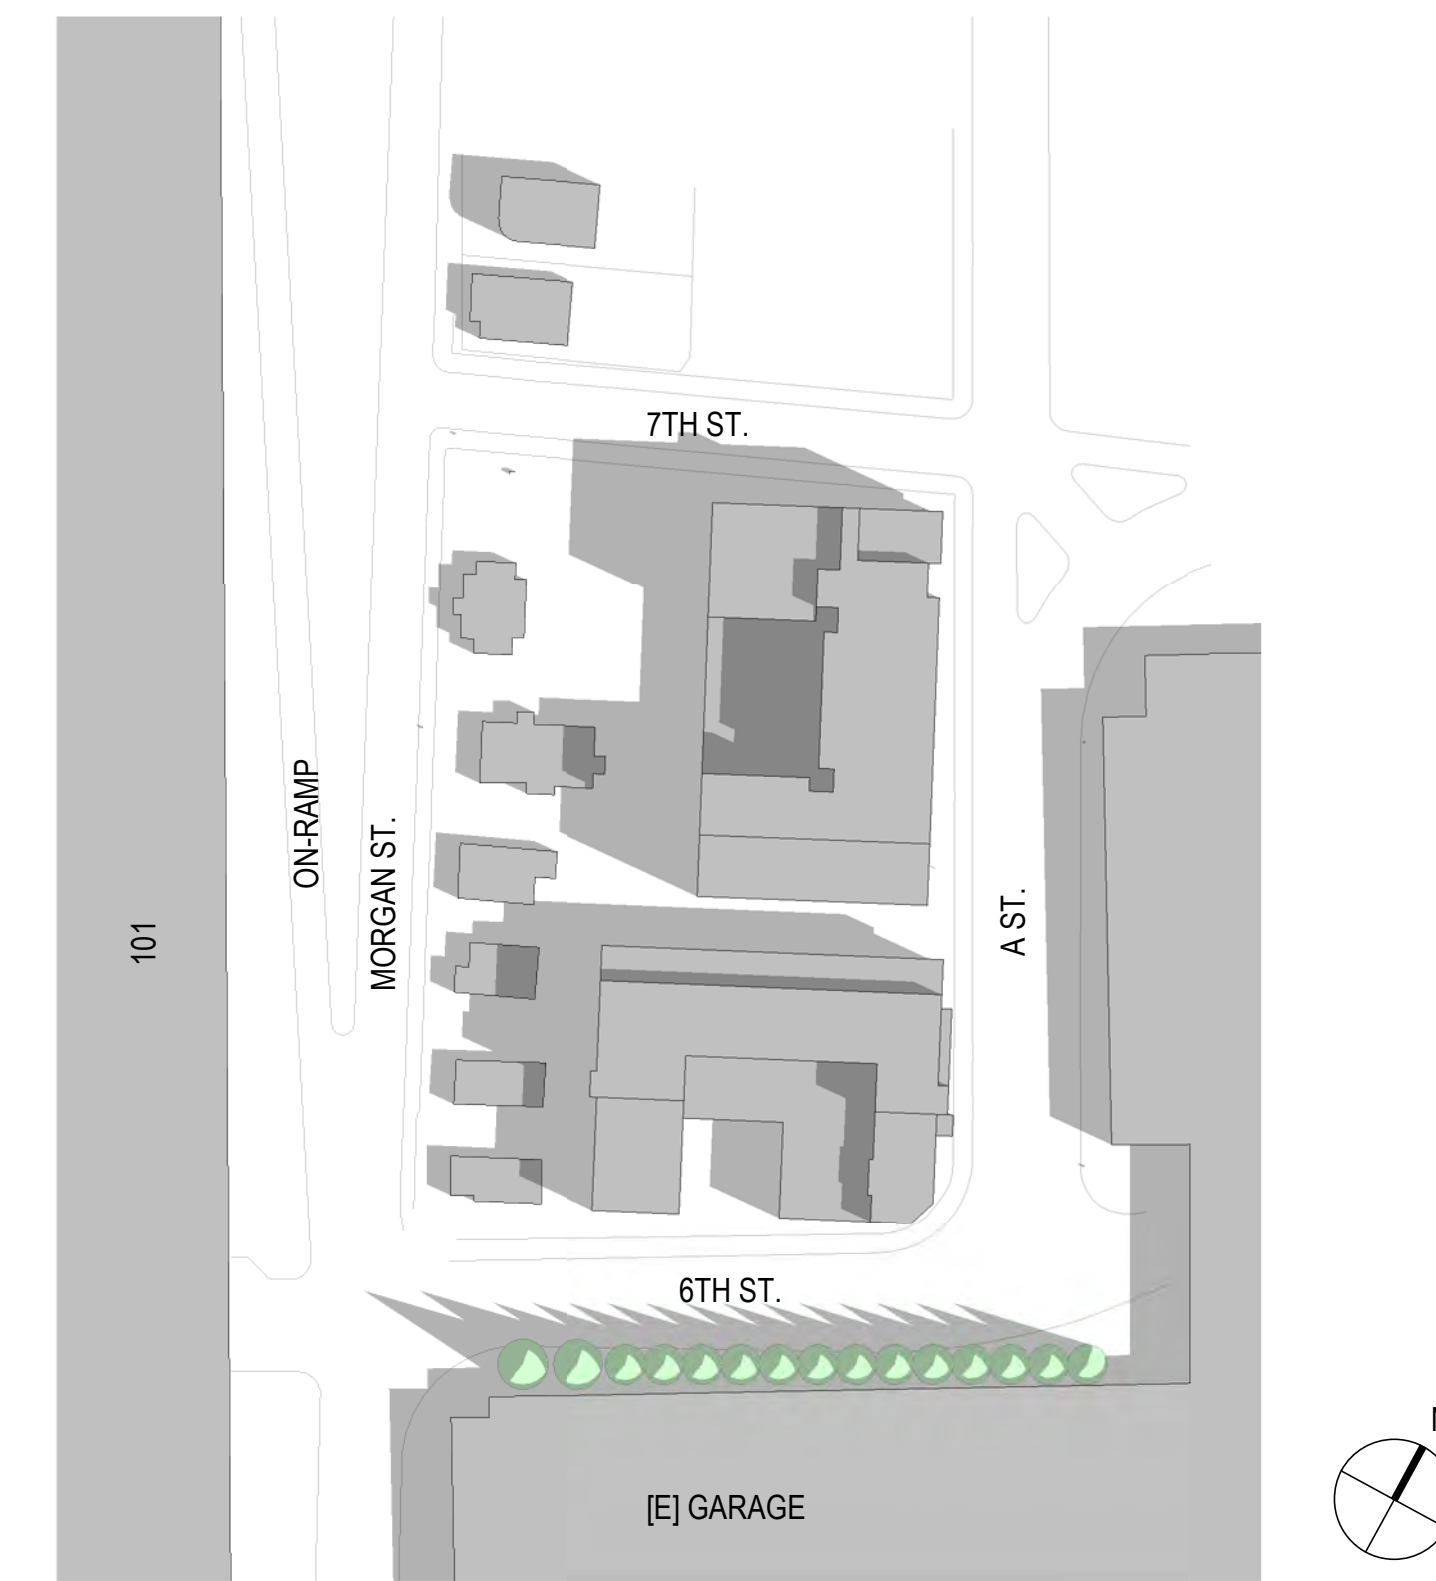 7TH ST.
ON-RAMP
MORGAN ST.
A ST.
101
6TH ST.
[E] GARAGE